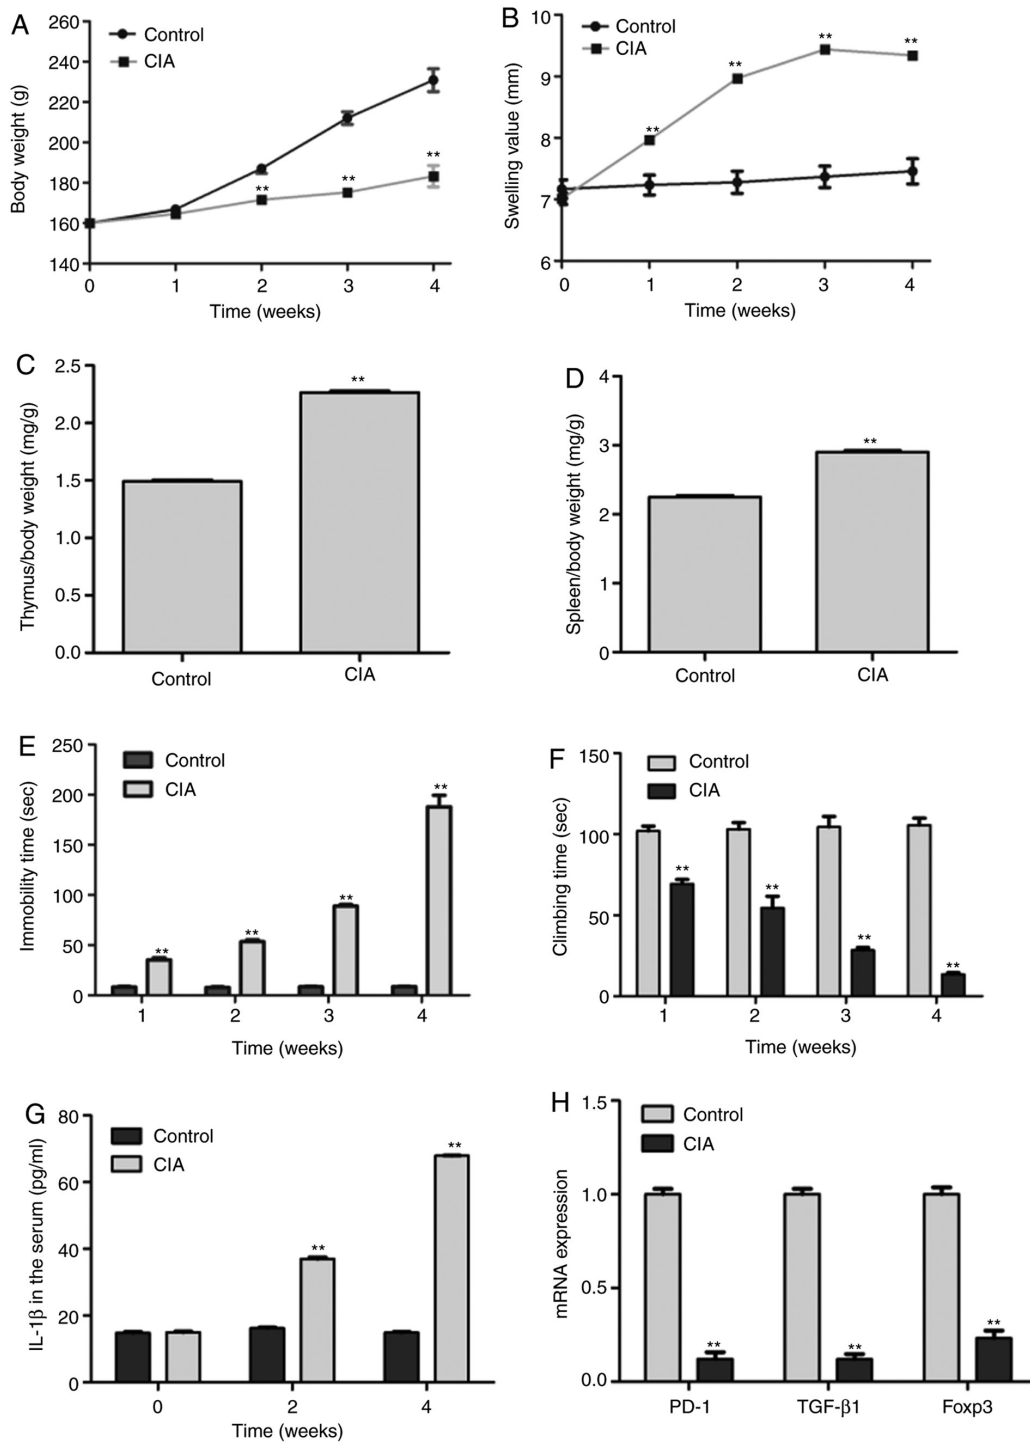 A
Body weight (g)
260
240
220
200
180
160
140
Control
CIA
**
**
**
0 1 2 3 4
Time (weeks)
B
Swelling value (mm)
10
9
8
7
6
Control
CIA
**
**
**
**
0 1 2 3 4
Time (weeks)
C
Thymus/body weight (mg/g)
2.5
2.0
1.5
1.0
0.5
0.0
**
Control CIA
D
Spleen/body weight (mg/g)
4
3
2
1
0
**
Control CIA
E
Immobility time (sec)
250
200
150
100
50
0
Control
CIA
**
**
**
**
1 2 3 4
Time (weeks)
F
Climbing time (sec)
150
100
50
0
Control
CIA
**
**
**
**
1 2 3 4
Time (weeks)
G
IL-1β in the serum (pg/ml)
80
60
40
20
0
Control
CIA
**
**
0 2 4
Time (weeks)
H
mRNA expression
1.5
1.0
0.5
0.0
Control
CIA
**
**
**
PD-1 TGF-β1 Foxp3